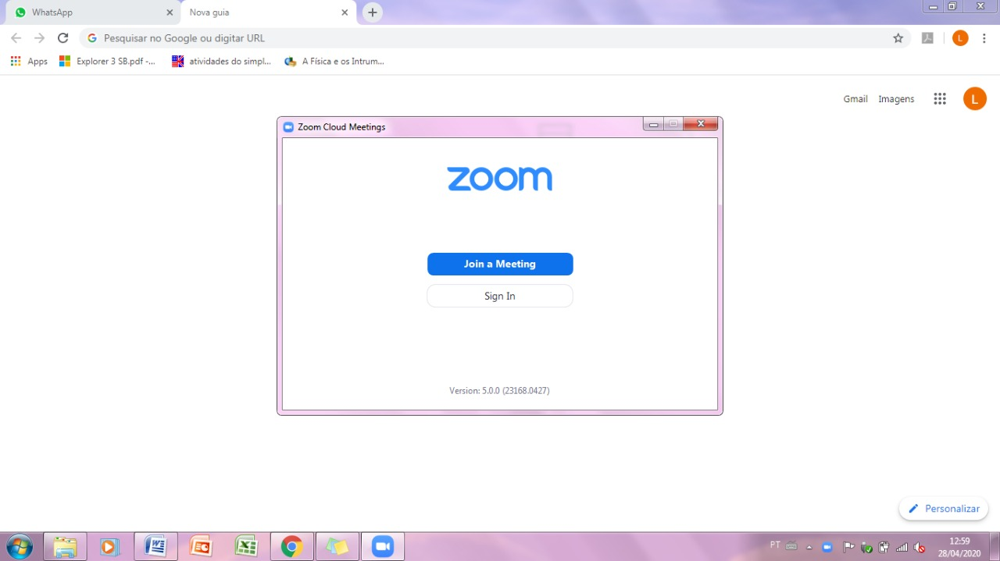 WhatsApp
Nova guia
Pesquisar no Google ou digitar URL
L
Apps
Explorer 3 SB.pdf -...
atividades do simpl...
A Física e os Intrum...
Gmail
Imagens
L
Zoom Cloud Meetings
zoom
Join a Meeting
Sign In
Version: 5.0.0 (23168.0427)
Personalizar
PT
12:59
28/04/2020